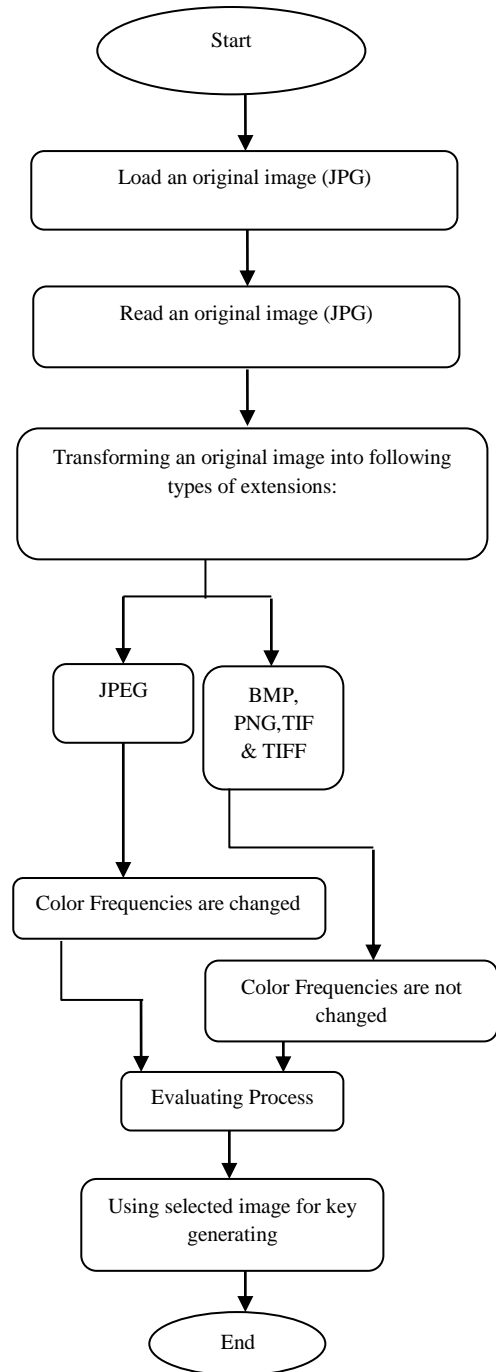 Start
Load an original image (JPG)
Read an original image (JPG)
Transforming an original image into following
types of extensions:
JPEG
BMP,
PNG,TIF
& TIFF
Color Frequencies are changed
Color Frequencies are not
changed
Evaluating Process
Using selected image for key
generating
End